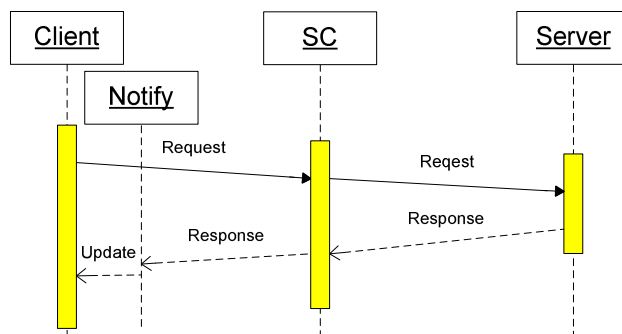 Client
SC
Server
Notify
Request
Reqest
Response
Response
Update